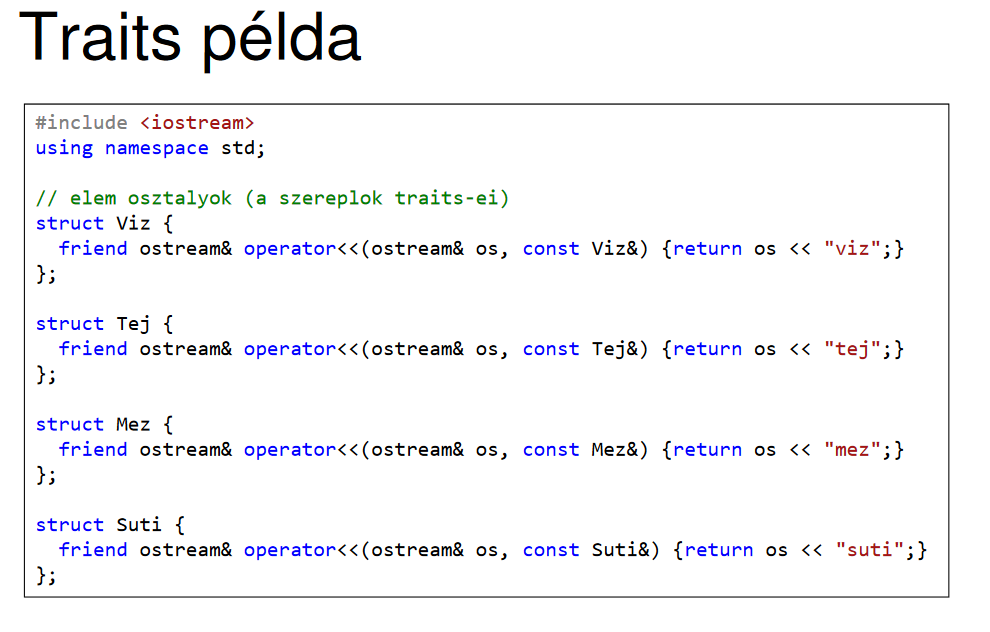 Traits példa
#include <iostream>
using namespace std;
// elem osztalyok (a szereplok traits-ei)
struct Viz {
friend ostream& operator<<(ostream& os, const Viz&) {return os << "viz";}
};
struct Tej {
friend ostream& operator<<(ostream& os, const Tej&) {return os << "tej";}
};
struct Mez {
friend ostream& operator<<(ostream& os, const Mez&) {return os << "mez";}
};
struct Suti {
friend ostream& operator<<(ostream& os, const Suti&) {return os << "suti";}
};